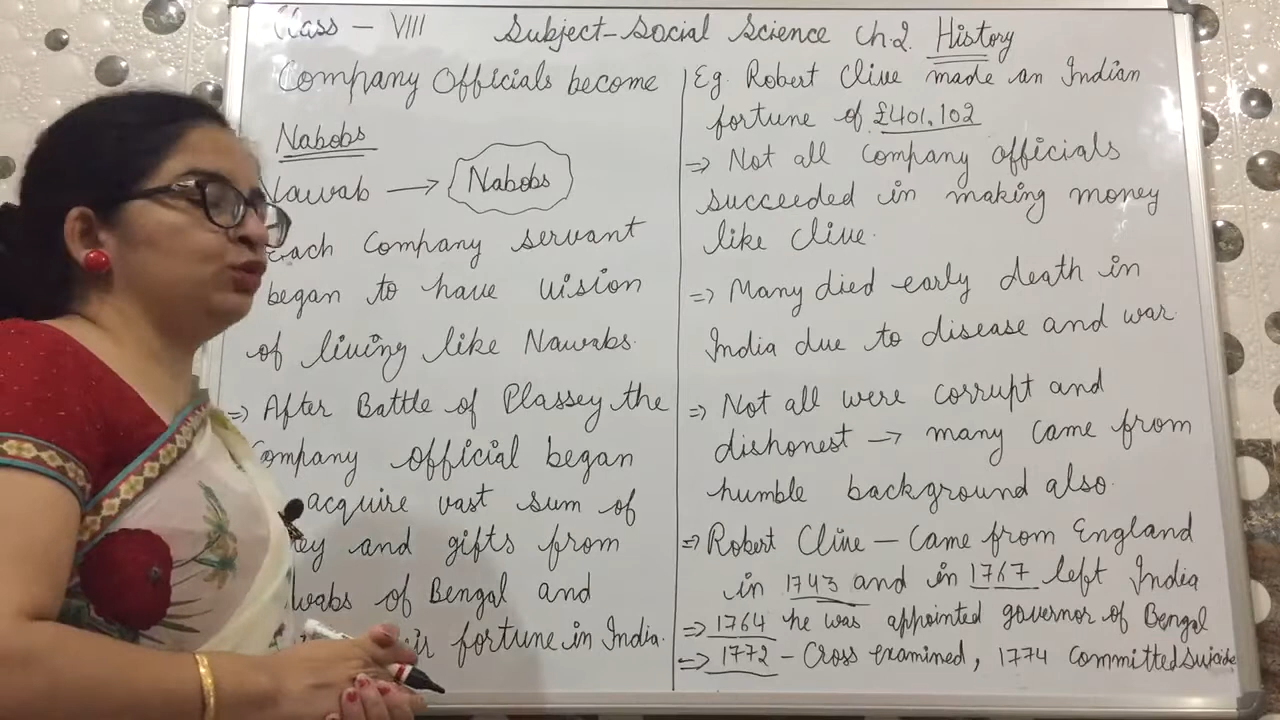 Class - VIII Subject-Social Science Ch.2. History
Company Officials become
Nabobs
Nawab → Nabobs
Each Company servant
began to have vision
of living like Nawabs.
⇒ After Battle of Plassey the
Company official began
acquire vast sum of
and gifts from
of Bengal and
fortune in India.
Eg. Robert Clive made an Indian
fortune of £401,102
⇒ Not all Company officials
succeeded in making money
like Clive.
⇒ Many died early death in
India due to disease and war.
⇒ Not all were corrupt and
dishonest → many came from
humble background also.
⇒ Robert Clive - Came from England
in 1743 and in 1767 left India
⇒ 1764 he was appointed governor of Bengal
⇒ 1772 - Cross examined, 1774 committed suicide